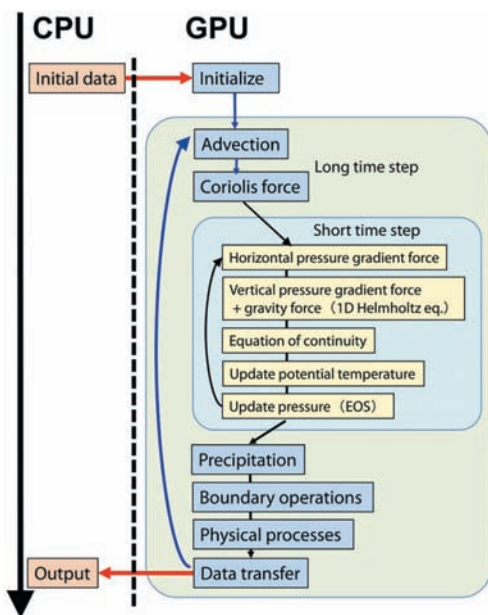 CPU
GPU
Initial data
Initialize
Advection
Long time step
Coriolis force
Short time step
Horizontal pressure gradient force
Vertical pressure gradient force
+ gravity force (1D Helmholtz eq.)
Equation of continuity
Update potential temperature
Update pressure (EOS)
Precipitation
Boundary operations
Physical processes
Output
Data transfer